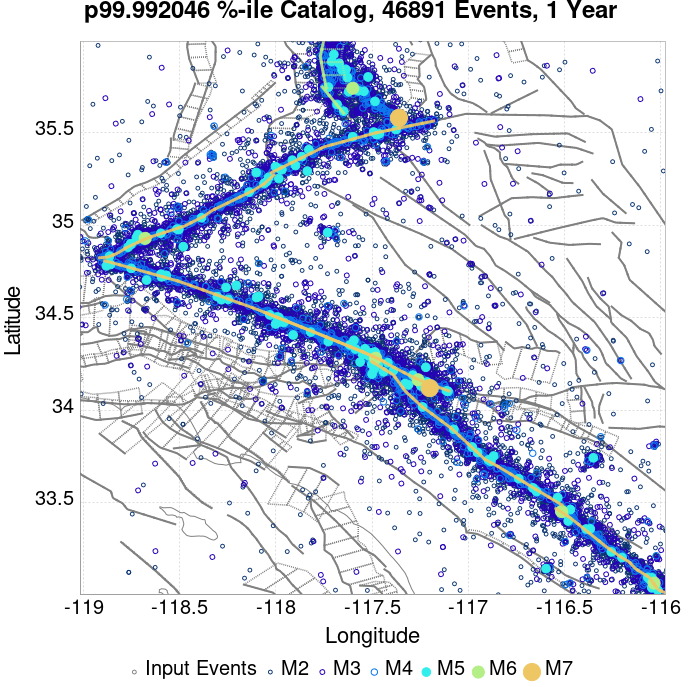 p99.992046 %-ile Catalog, 46891 Events, 1 Year
35.5
35
34.5
34
33.5
Latitude
-119 -118.5 -118 -117.5 -117 -116.5 -116
Longitude
Input Events M2 M3 M4 M5 M6 M7